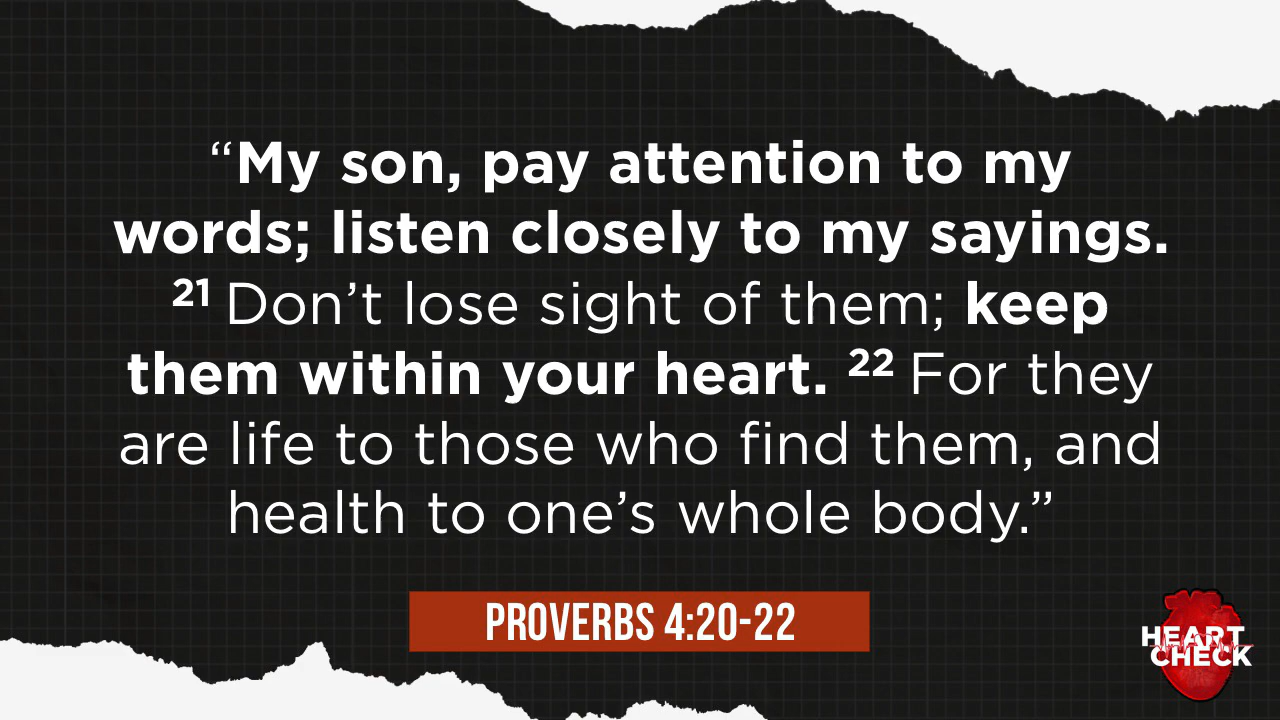 “My son, pay attention to my
words; listen closely to my sayings.
21 Don’t lose sight of them; keep
them within your heart. 22 For they
are life to those who find them, and
health to one’s whole body.”
PROVERBS 4:20-22
HEART
CHECK